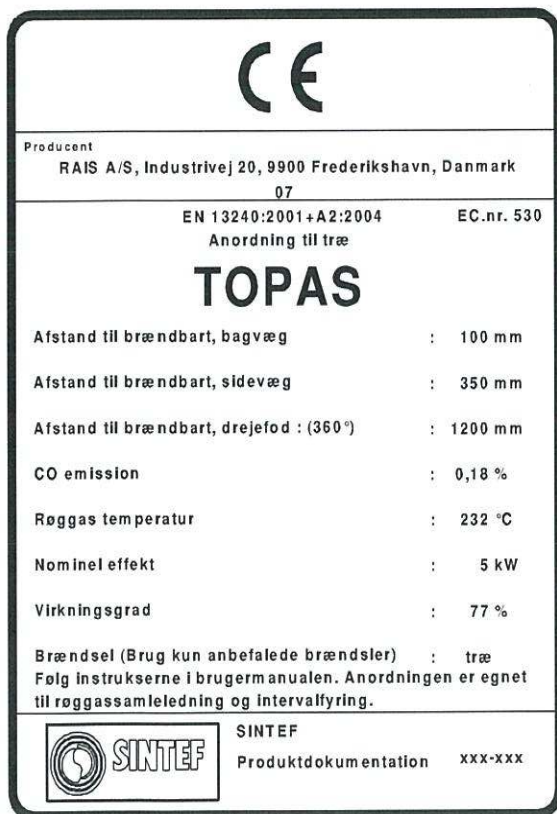 CE
Producent
RAIS A/S, Industrivej 20, 9900 Frederikshavn, Danmark
07
EN 13240:2001+A2:2004 EC.nr. 530
Anordning til træ
TOPAS
Afstand til brændbart, bagvæg : 100 mm
Afstand til brændbart, sidevæg : 350 mm
Afstand til brændbart, drejefod : (360°) : 1200 mm
CO emission : 0,18 %
Røggas temperatur : 232 °C
Nominel effekt : 5 kW
Virkningsgrad : 77 %
Brændsel (Brug kun anbefalede brændsler) : træ
Følg instrukserne i brugermanualen. Anordningen er egnet
til røggassamleledning og intervalfyring.
SINTEF
SINTEF
Produktdokumentation xxx-xxx